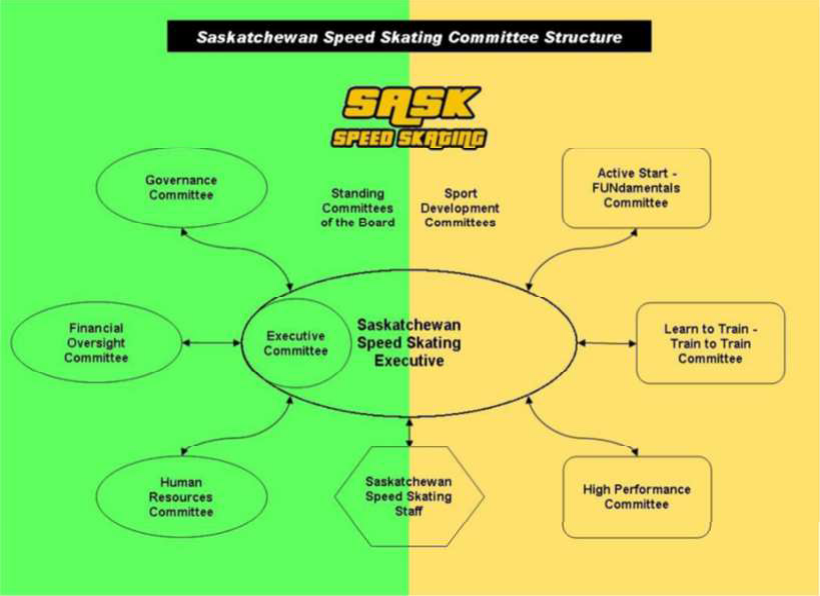 Saskatchewan Speed Skating Committee Structure
SASK
SPEED SKATING
Governance
Committee
Standing
Committees
of the Board
Sport
Development
Committees
Active Start -
FUNdamentals
Committee
Financial
Oversight
Committee
Executive
Committee
Saskatchewan
Speed Skating
Executive
Learn to Train -
Train to Train
Committee
Human
Resources
Committee
Saskatchewan
Speed Skating
Staff
High Performance
Committee